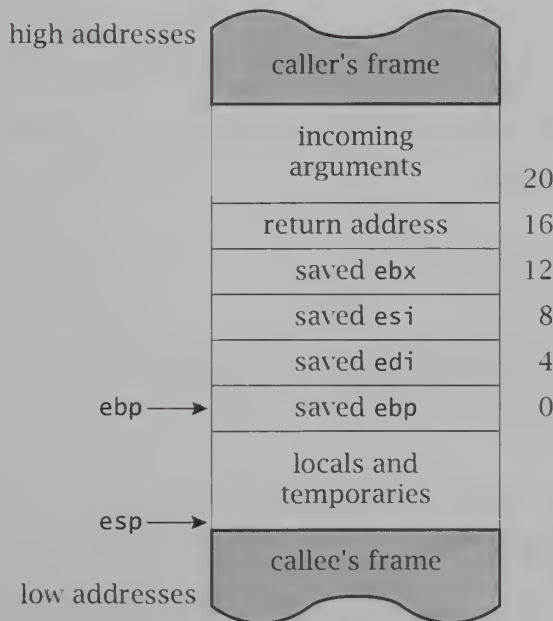 high addresses
caller's frame
incoming
arguments
20
return address 16
saved ebx 12
saved esi 8
saved edi 4
ebp saved ebp 0
locals and
temporaries
esp
callee's frame
low addresses